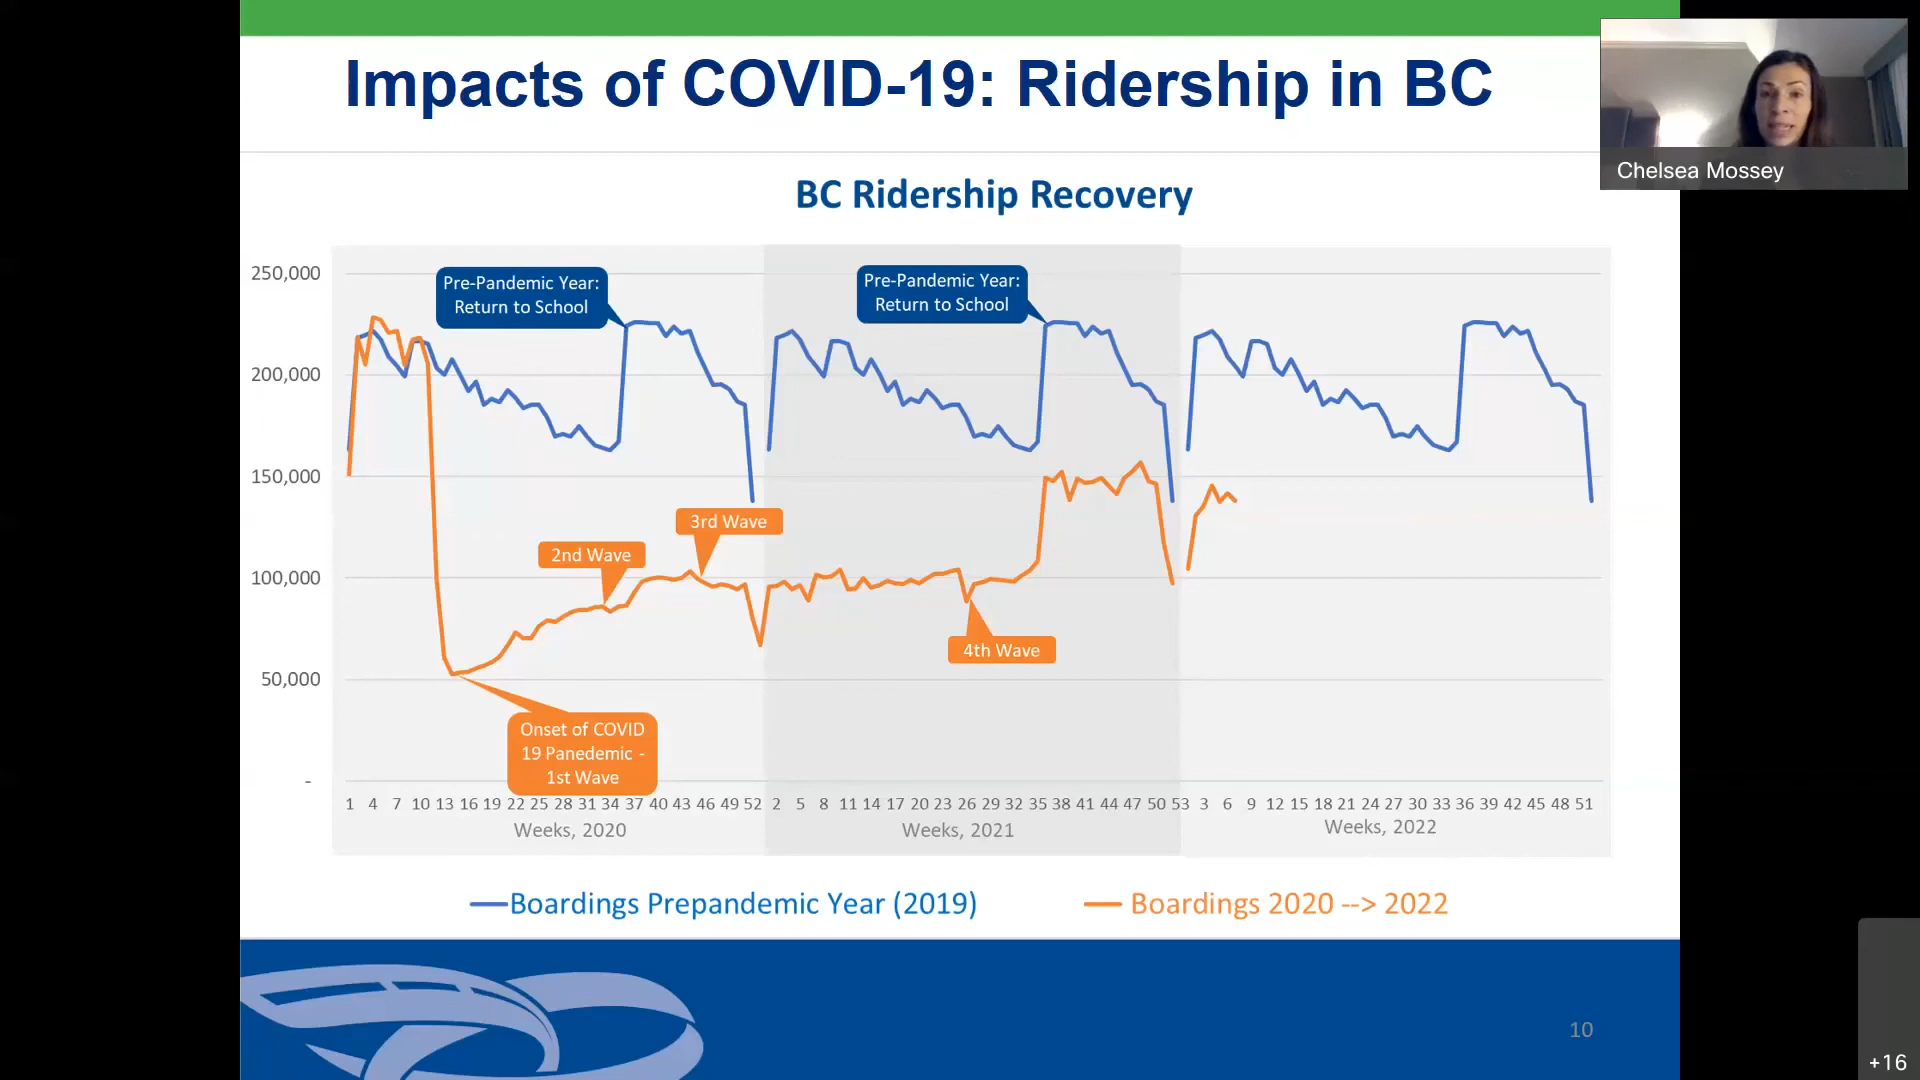 Impacts of COVID-19: Ridership in BC
Chelsea Mossey
BC Ridership Recovery
250,000
200,000
150,000
100,000
50,000
-
Pre-Pandemic Year:
Return to School
Pre-Pandemic Year:
Return to School
3rd Wave
2nd Wave
4th Wave
Onset of COVID
19 Panedemic -
1st Wave
1 4 7 10 13 16 19 22 25 28 31 34 37 40 43 46 49 52 2 5 8 11 14 17 20 23 26 29 32 35 38 41 44 47 50 53 3 6 9 12 15 18 21 24 27 30 33 36 39 42 45 48 51
Weeks, 2020
Weeks, 2021
Weeks, 2022
Boardings Prepandemic Year (2019)
Boardings 2020 --> 2022
10
+16